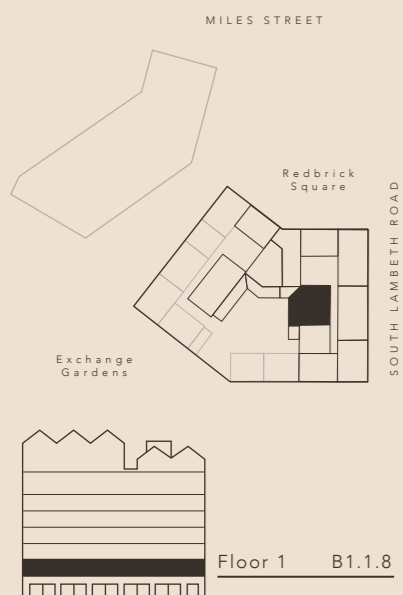 MILES STREET
Redbrick
Square
SOUTH LAMBETH ROAD
Exchange
Gardens
Floor 1 B1.1.8